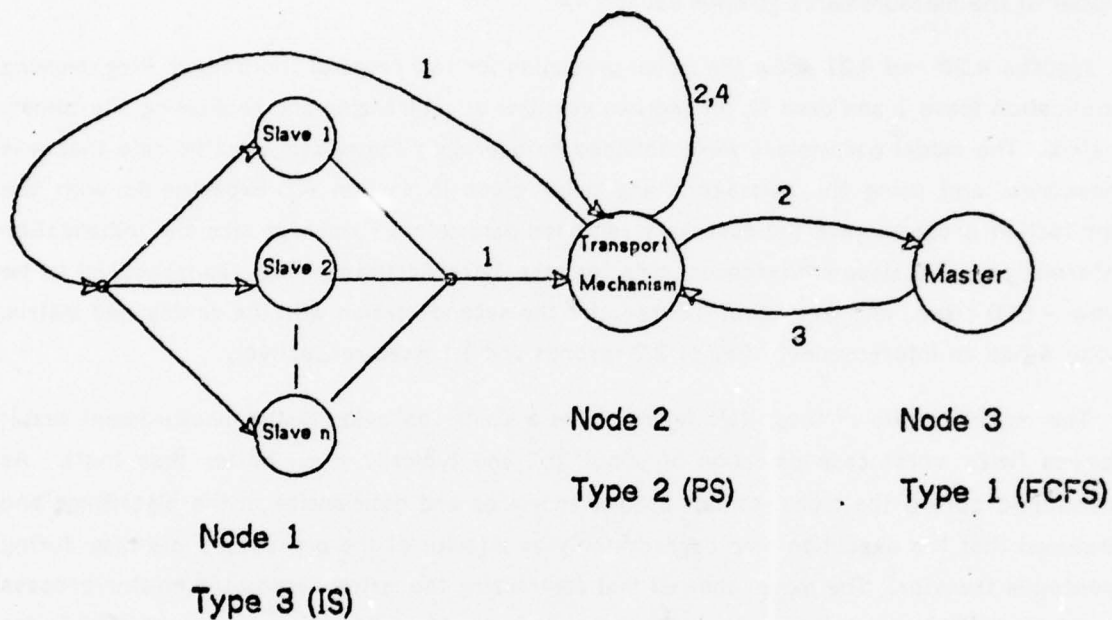 1
Slave 1
2,4
2
Slave 2
1
Transport
Mechanism
Master
3
Slave n
Node 1
Type 3 (IS)
Node 2
Type 2 (PS)
Node 3
Type 1 (FCFS)